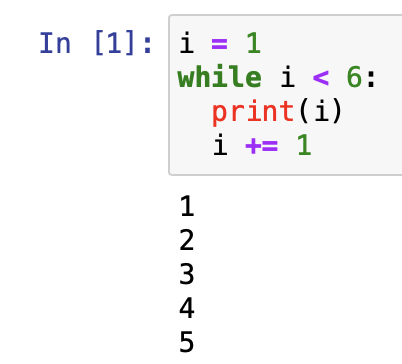 In [1]: i = 1
while i < 6:
  print(i)
  i += 1
1
2
3
4
5